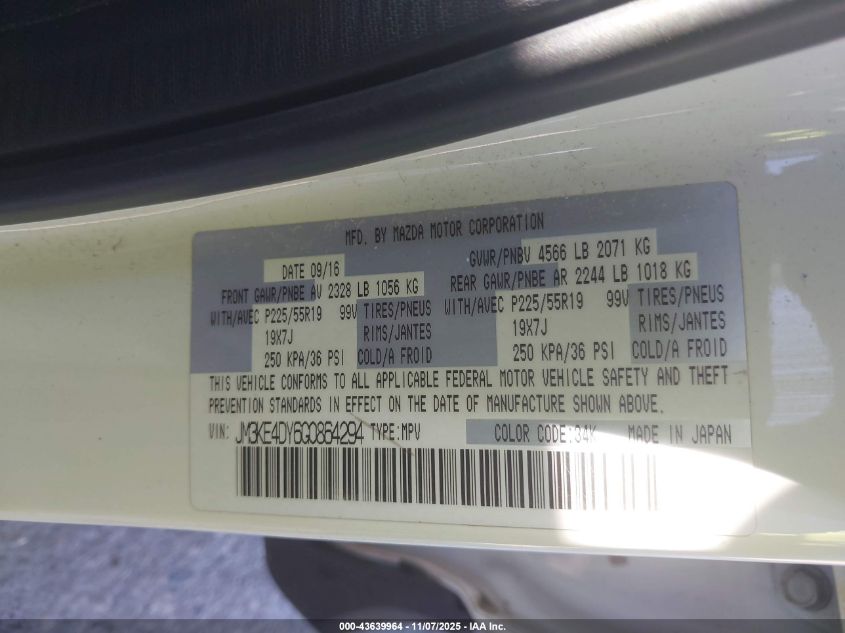 MFD. BY MAZDA MOTOR CORPORATION
DATE 09/16 GVWR/PNBV 4566 LB 2071 KG
FRONT GAWR/PNBE AV 2328 LB 1056 KG REAR GAWR/PNBE AR 2244 LB 1018 KG
WITH/AVEC P225/55R19 99V TIRES/PNEUS WITH/AVEC P225/55R19 99V TIRES/PNEUS
19X7J RIMS/JANTES 19X7J RIMS/JANTES
250 KPA/36 PSI COLD/A FROID 250 KPA/36 PSI COLD/A FROID
THIS VEHICLE CONFORMS TO ALL APPLICABLE FEDERAL MOTOR VEHICLE SAFETY AND THEFT
PREVENTION STANDARDS IN EFFECT ON THE DATE OF MANUFACTURE SHOWN ABOVE.
VIN: JM3KE4DY6G0864294 TYPE:MPV COLOR CODE:34K MADE IN JAPAN
000-43639964 — 11/07/2025 — IAA Inc.